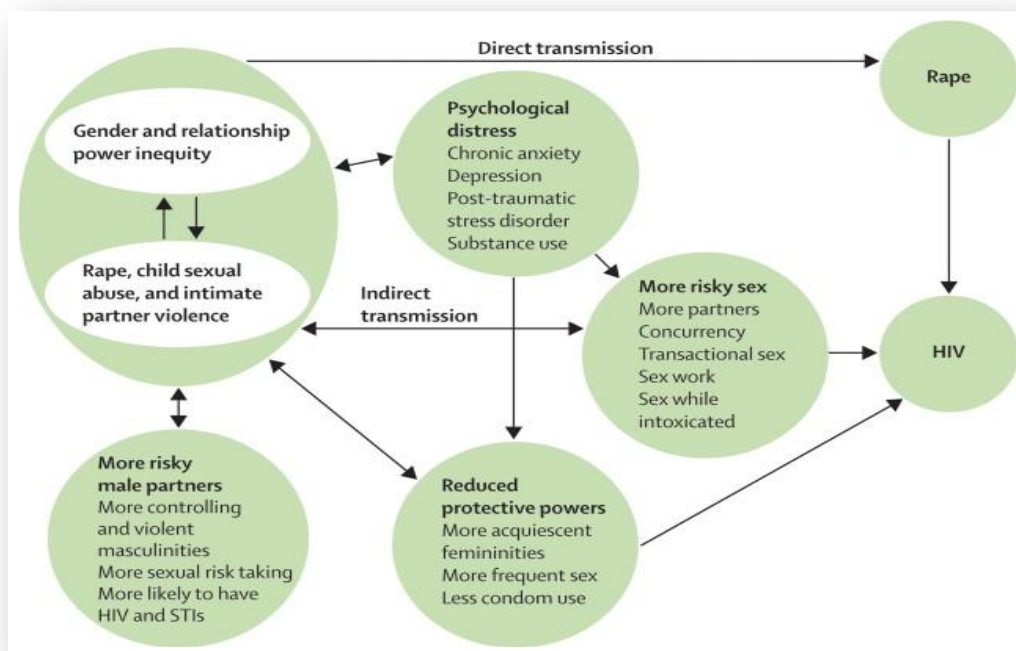 Direct transmission
Rape
Gender and relationship
power inequity
Psychological
distress
Chronic anxiety
Depression
Post-traumatic
stress disorder
Substance use
Rape, child sexual
abuse, and intimate
partner violence
Indirect
transmission
More risky sex
More partners
Concurrency
Transactional sex
Sex work
Sex while
intoxicated
HIV
More risky
male partners
More controlling
and violent
masculinities
More sexual risk taking
More likely to have
HIV and STIs
Reduced
protective powers
More acquiescent
femininities
More frequent sex
Less condom use